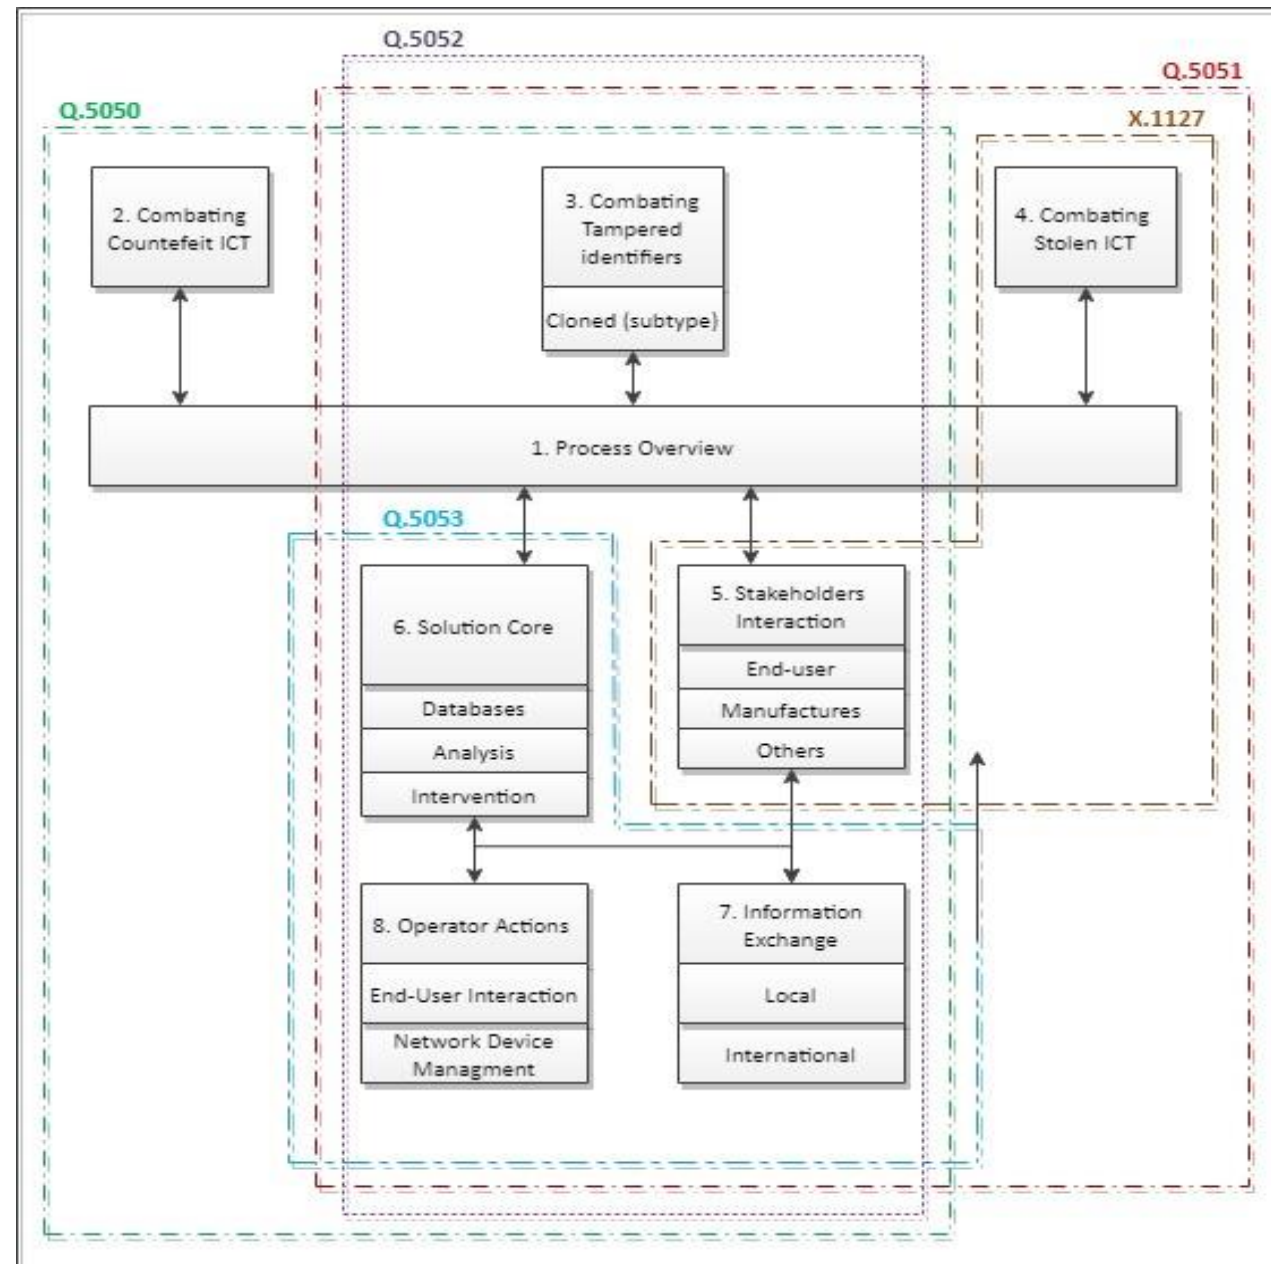 Q.5052
Q.5051
Q.5050
X.1127
2. Combating
Countefeit ICT
3. Combating
Tampered
identifiers
Cloned (subtype)
4. Combating
Stolen ICT
1. Process Overview
Q.5053
6. Solution Core
Databases
Analysis
Intervention
5. Stakeholders
Interaction
End-user
Manufactures
Others
8. Operator Actions
End-User Interaction
Network Device
Managment
7. Information
Exchange
Local
International